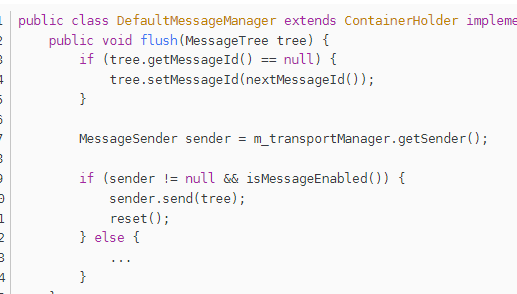 1 public class DefaultMessageManager extends ContainerHolder impleme
2     public void flush(MessageTree tree) {
3         if (tree.getMessageId() == null) {
4             tree.setMessageId(nextMessageId());
5         }
6
7         MessageSender sender = m_transportManager.getSender();
8
9         if (sender != null && isMessageEnabled()) {
0             sender.send(tree);
1             reset();
2         } else {
3             ...
4         }